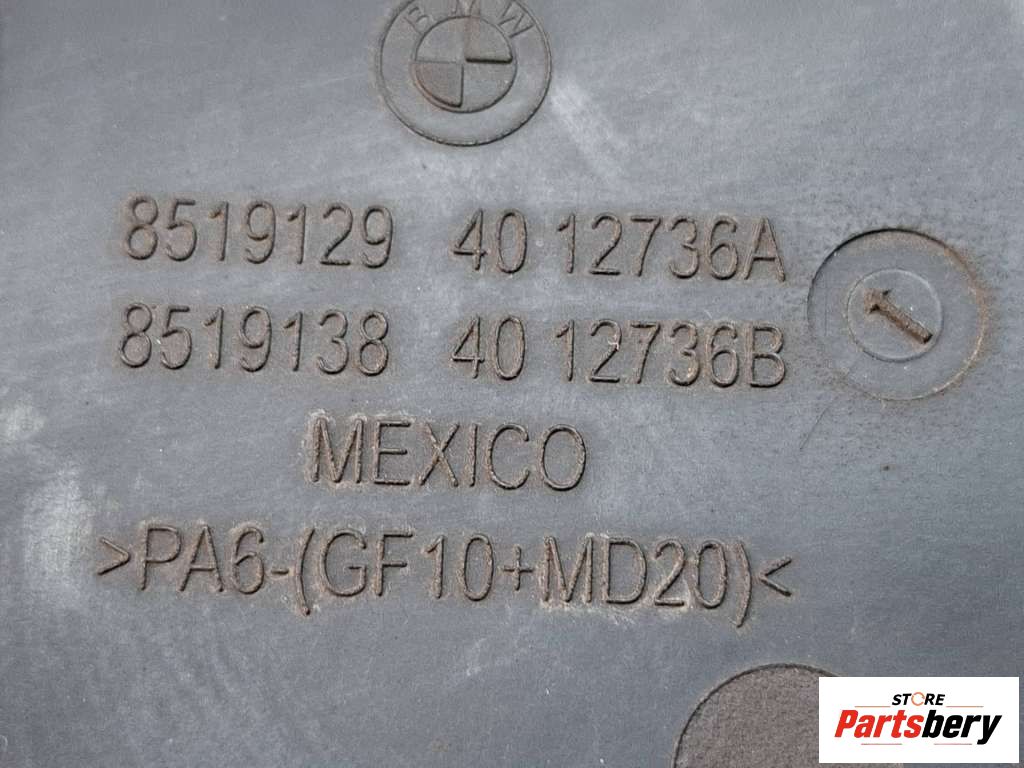 BMW
8519129 40 12736A
8519138 40 12736B
MEXICO
>PA6-(GF10+MD20)<
STORE
Partsbery